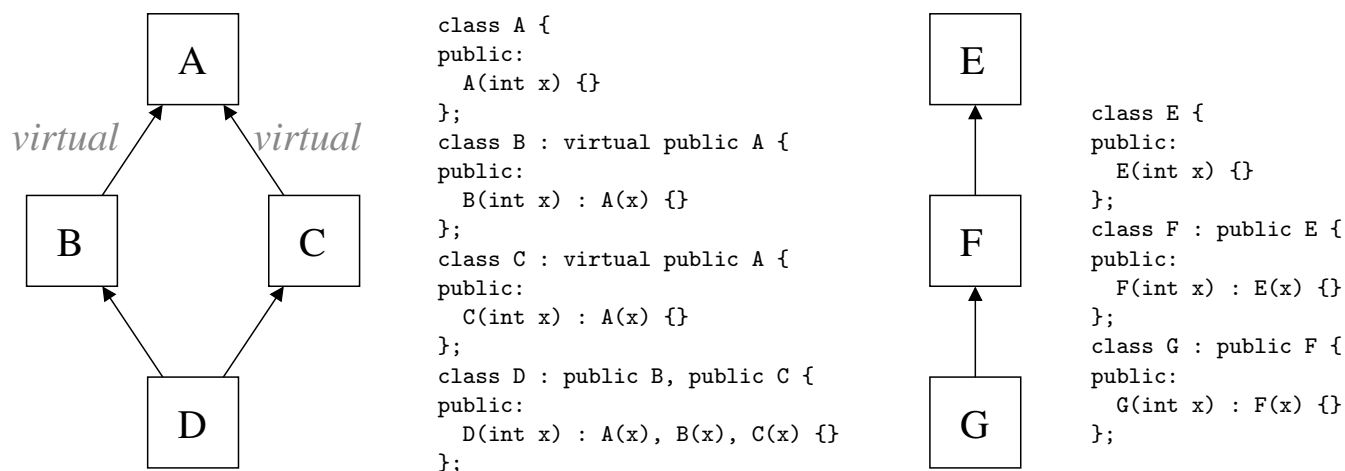 A
virtual
virtual
B
C
D
class A {
public:
  A(int x) {}
};
class B : virtual public A {
public:
  B(int x) : A(x) {}
};
class C : virtual public A {
public:
  C(int x) : A(x) {}
};
class D : public B, public C {
public:
  D(int x) : A(x), B(x), C(x) {}
};
E
F
G
class E {
public:
  E(int x) {}
};
class F : public E {
public:
  F(int x) : E(x) {}
};
class G : public F {
public:
  G(int x) : F(x) {}
};